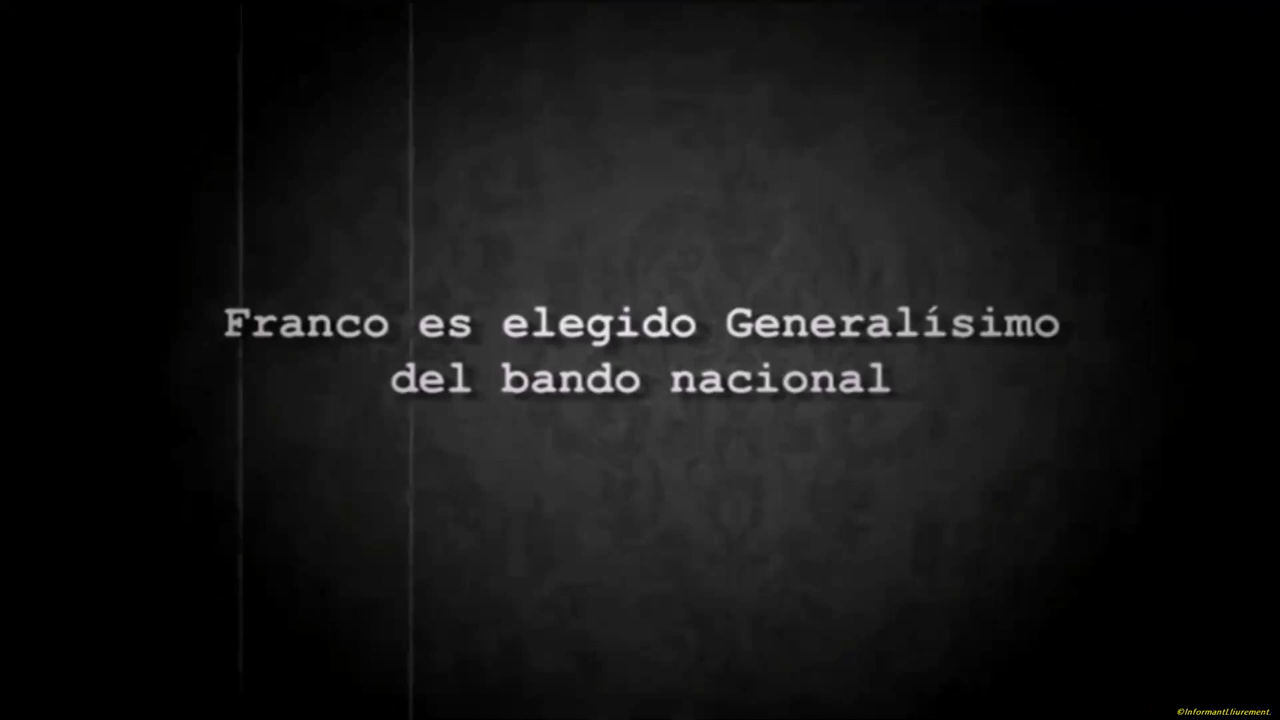 Franco es elegido Generalísimo
del bando nacional
©InformantLliurement.